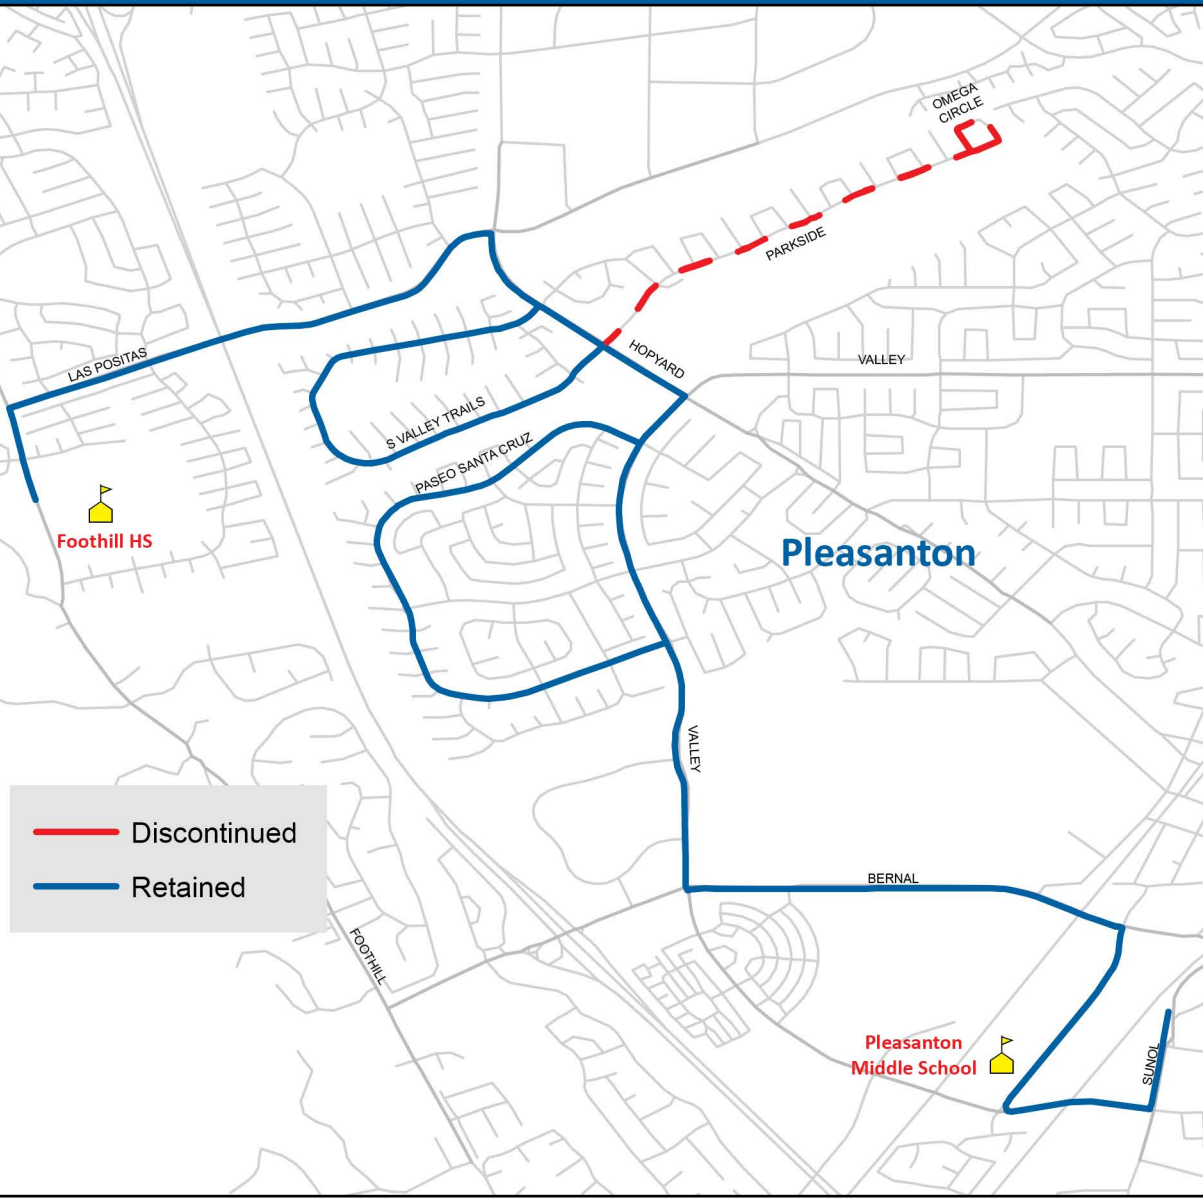 OMEGA
CIRCLE
PARKSIDE
HOPYARD
VALLEY
LAS POSITAS
S VALLEY TRAILS
PASEO SANTA CRUZ
Foothill HS
Pleasanton
VALLEY
Discontinued
Retained
BERNAL
FOOTHILL
Pleasanton
Middle School
SUNOL